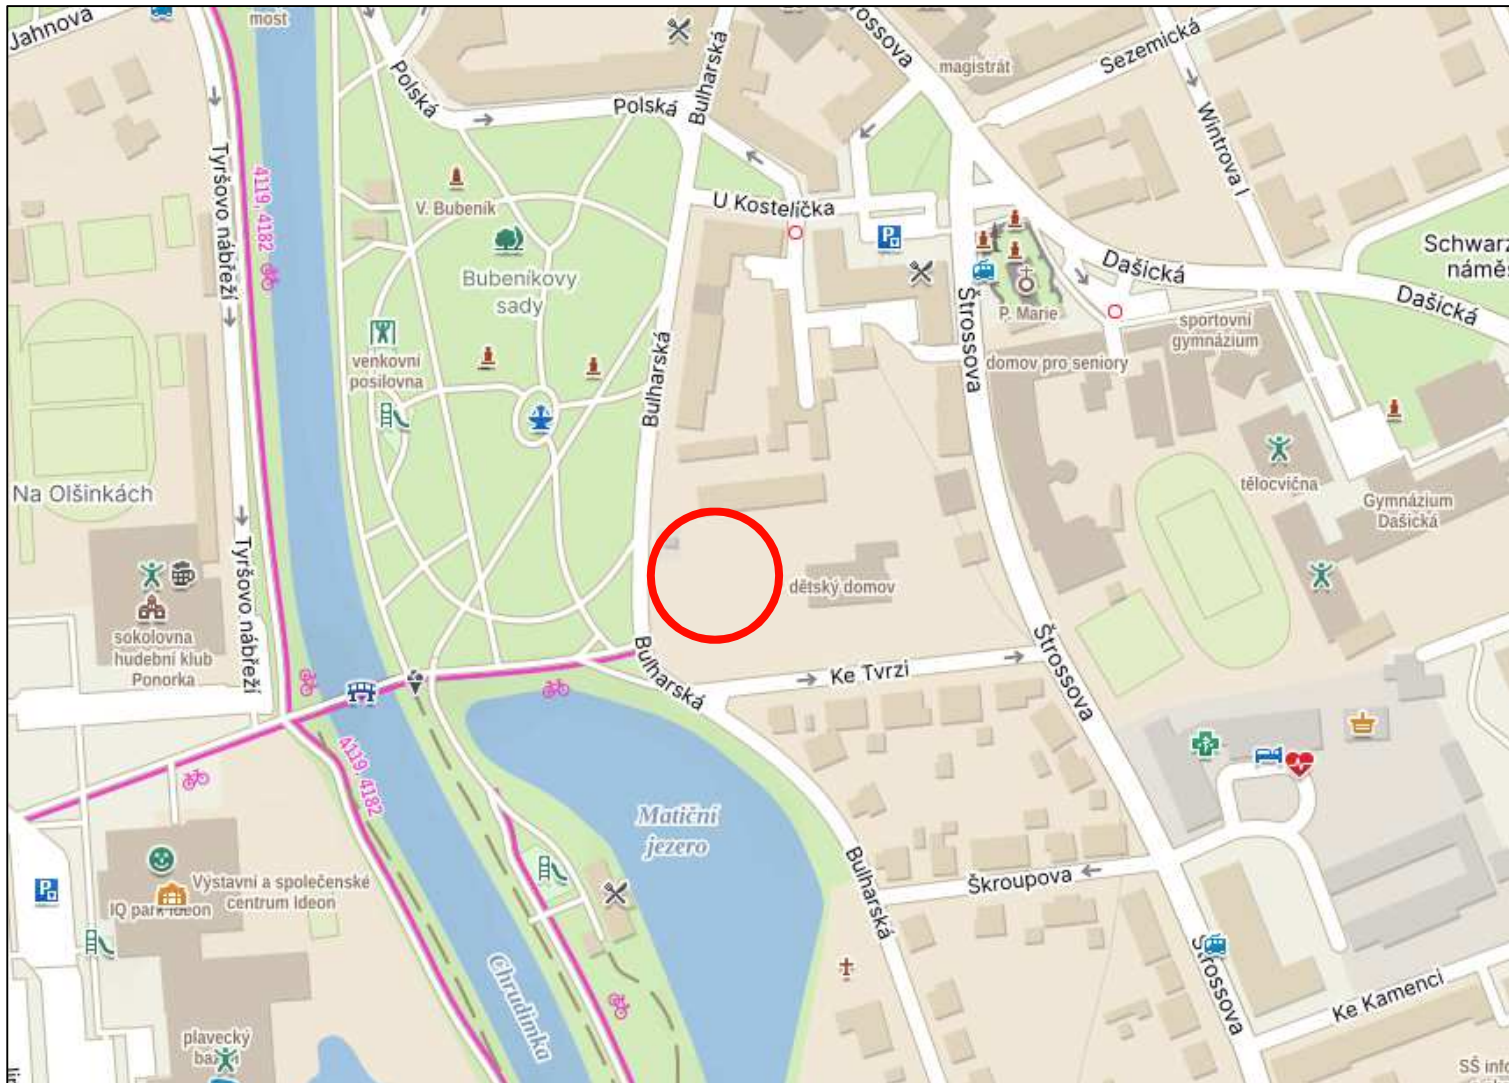 Jahnova
most
Polská
Polská
Bulharská
Štrossova
magistrát
Sezemická
Wintrova I
Tyršovo nábřeží
4119, 4182
V. Bubeník
U Kostelíčka
Bubeníkovy
sady
P. Marie
Dašická
Dašická
Schwarz
náměs
venkovní
posilovna
Bulharská
Štrossova
domov pro seniory
sportovní
gymnázium
Na Olšinkách
tělocvična
Gymnázium
Dašická
Tyršovo nábřeží
dětský domov
sokolovna
hudební klub
Ponorka
Bulharská
Ke Tvrzi
Štrossova
4119, 4182
Matiční
jezero
Výstavní a společenské
centrum Ideon
IQ park Ideon
Bulharská
Škroupova
Chrudimka
Štrossova
Ke Kamenci
plavecký
SŠ info